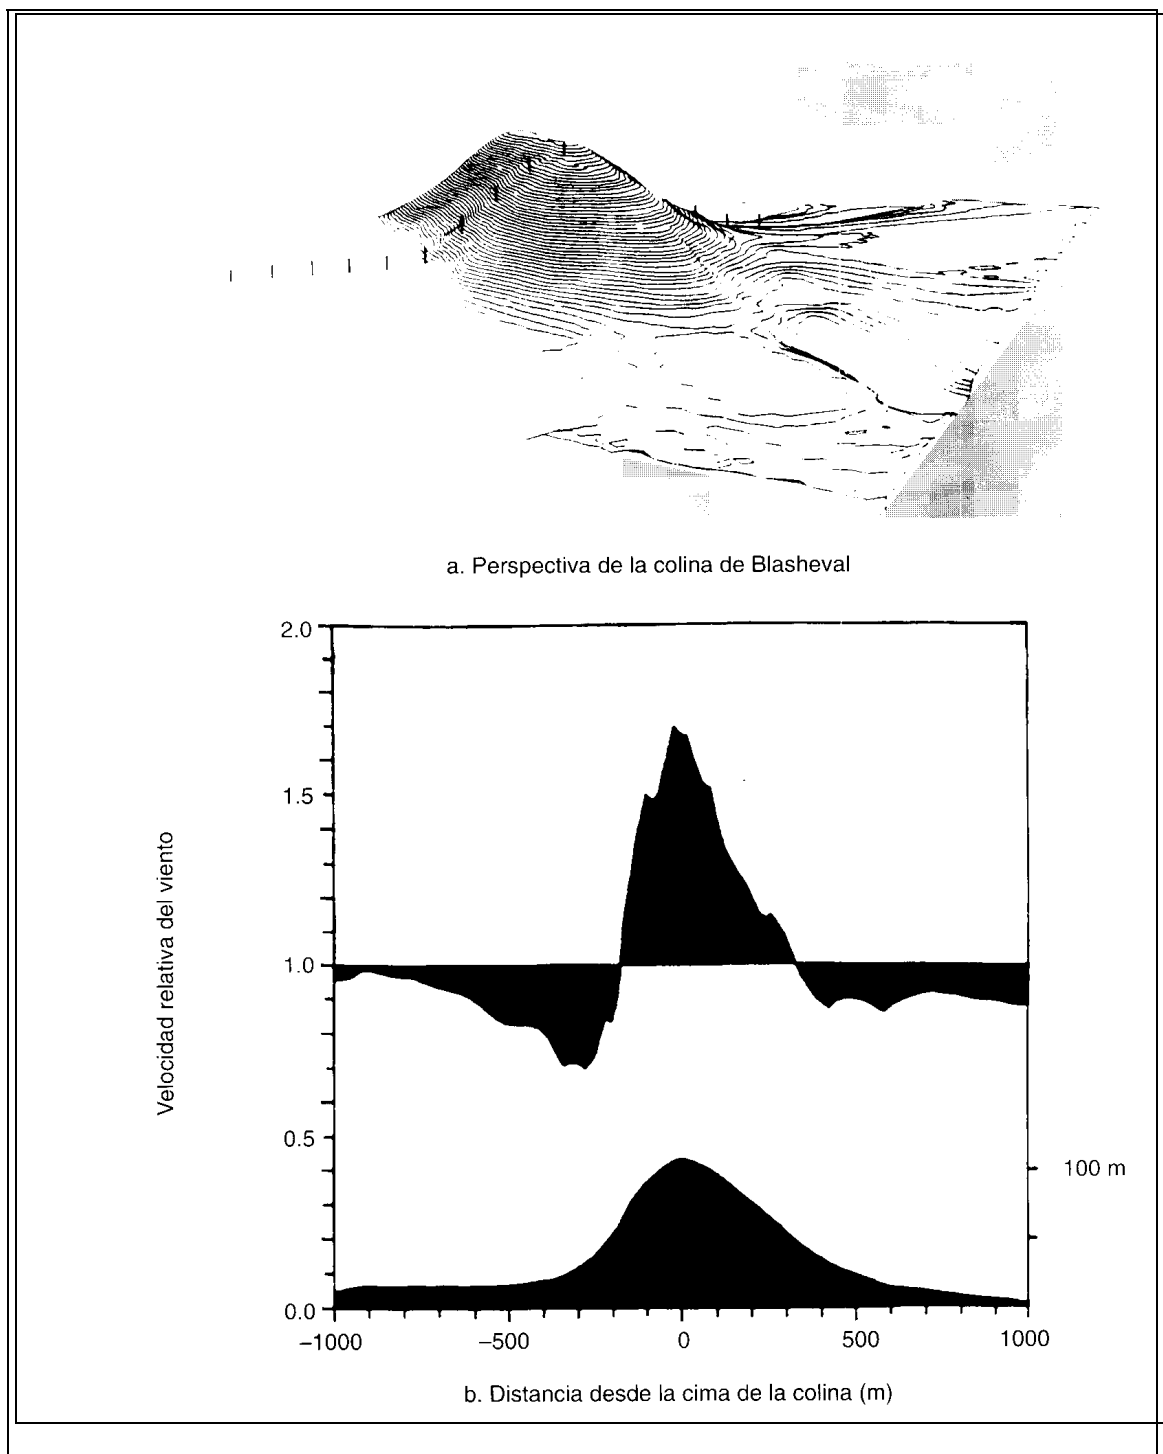 a. Perspectiva de la colina de Blasheval
2.0
1.5
1.0
0.5
0.0
Velocidad relativa del viento
100 m
−1000
−500
0
500
1000
b. Distancia desde la cima de la colina (m)